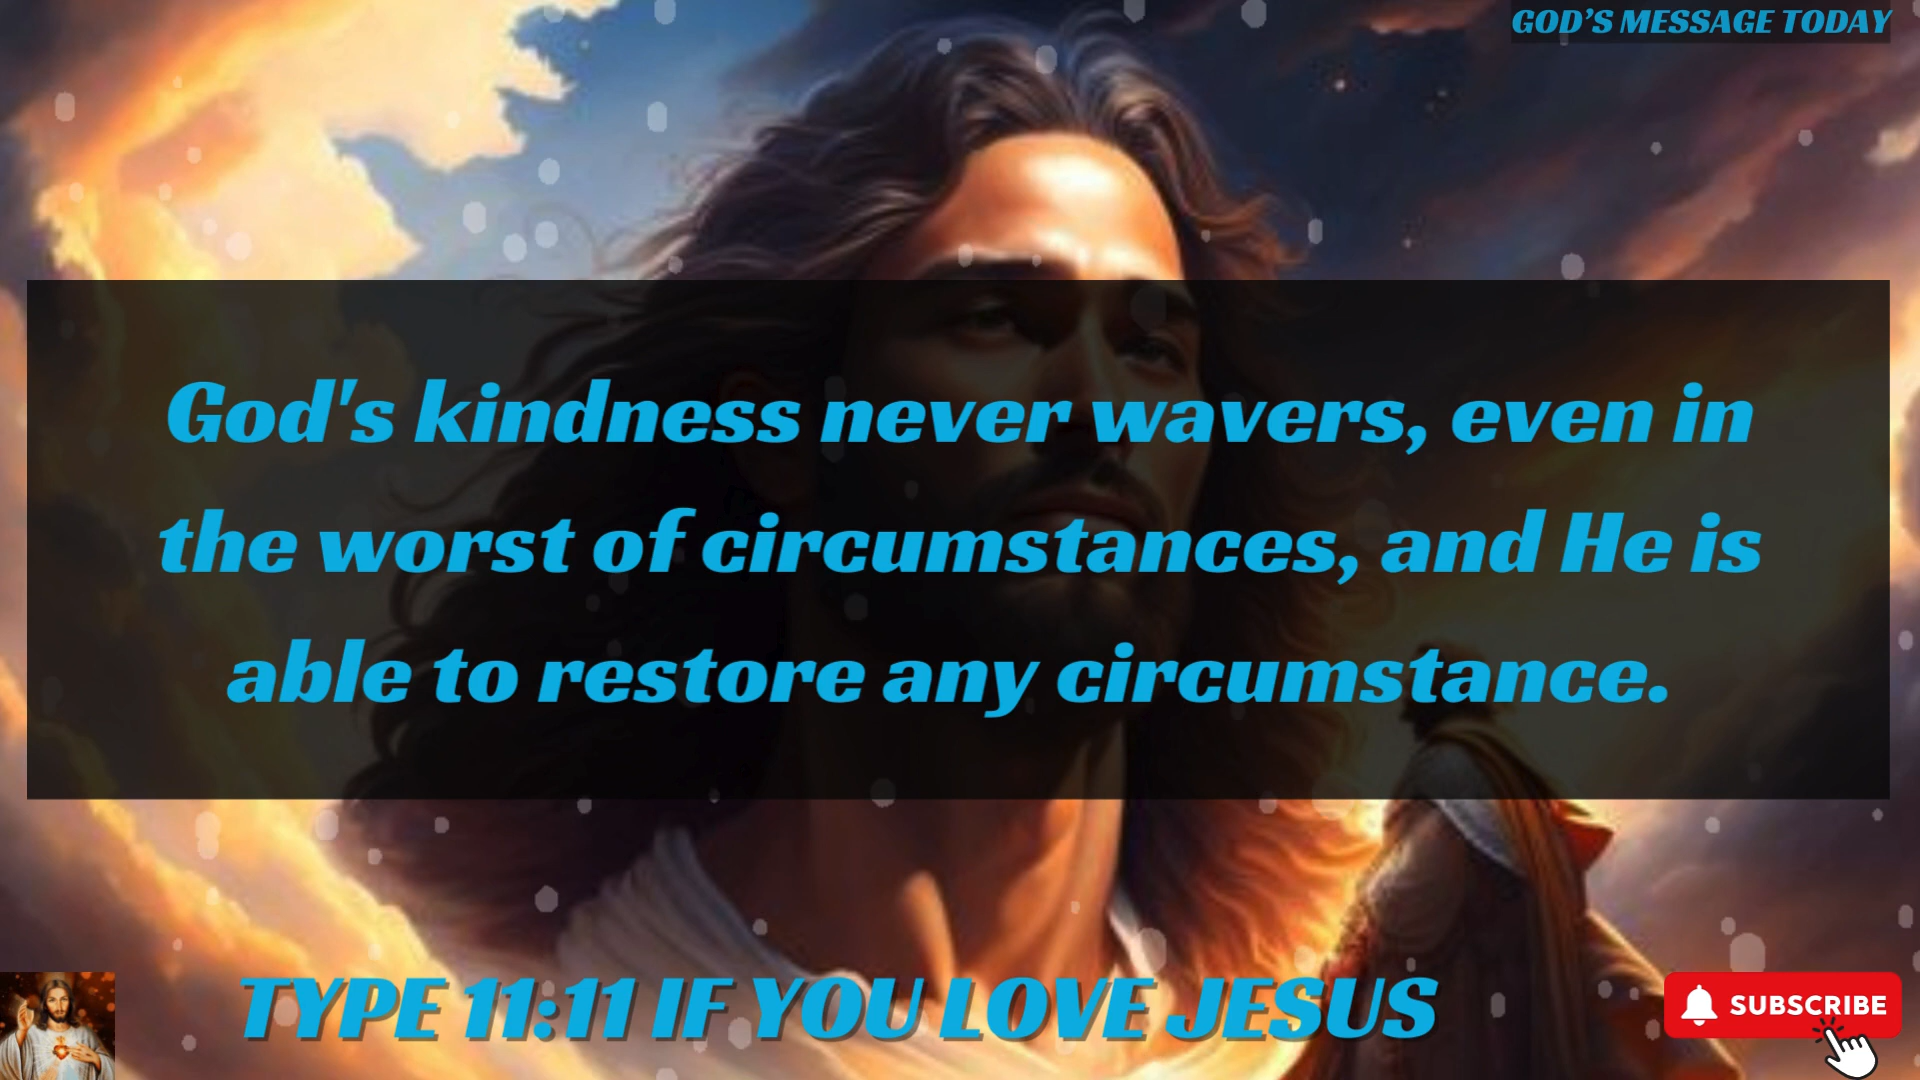 GOD’S MESSAGE TODAY
God's kindness never wavers, even in
the worst of circumstances, and He is
able to restore any circumstance.
TYPE 11:11 IF YOU LOVE JESUS
SUBSCRIBE